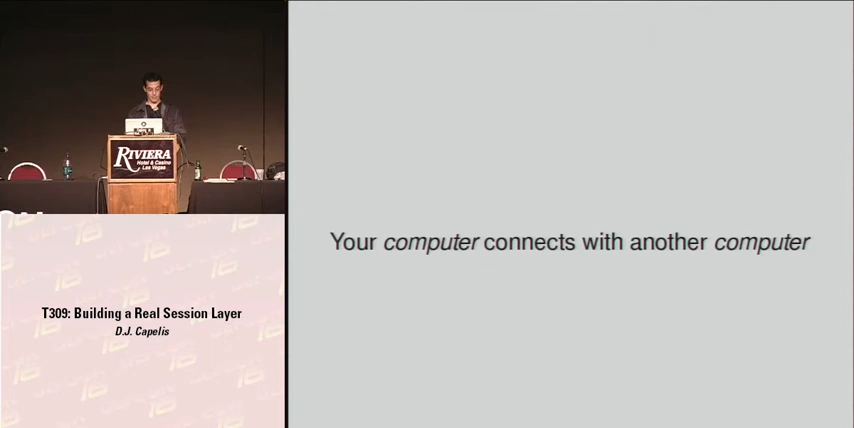 RIVIERA
Hotel & Casino
Las Vegas
T309: Building a Real Session Layer
D.J. Capelis
Your computer connects with another computer